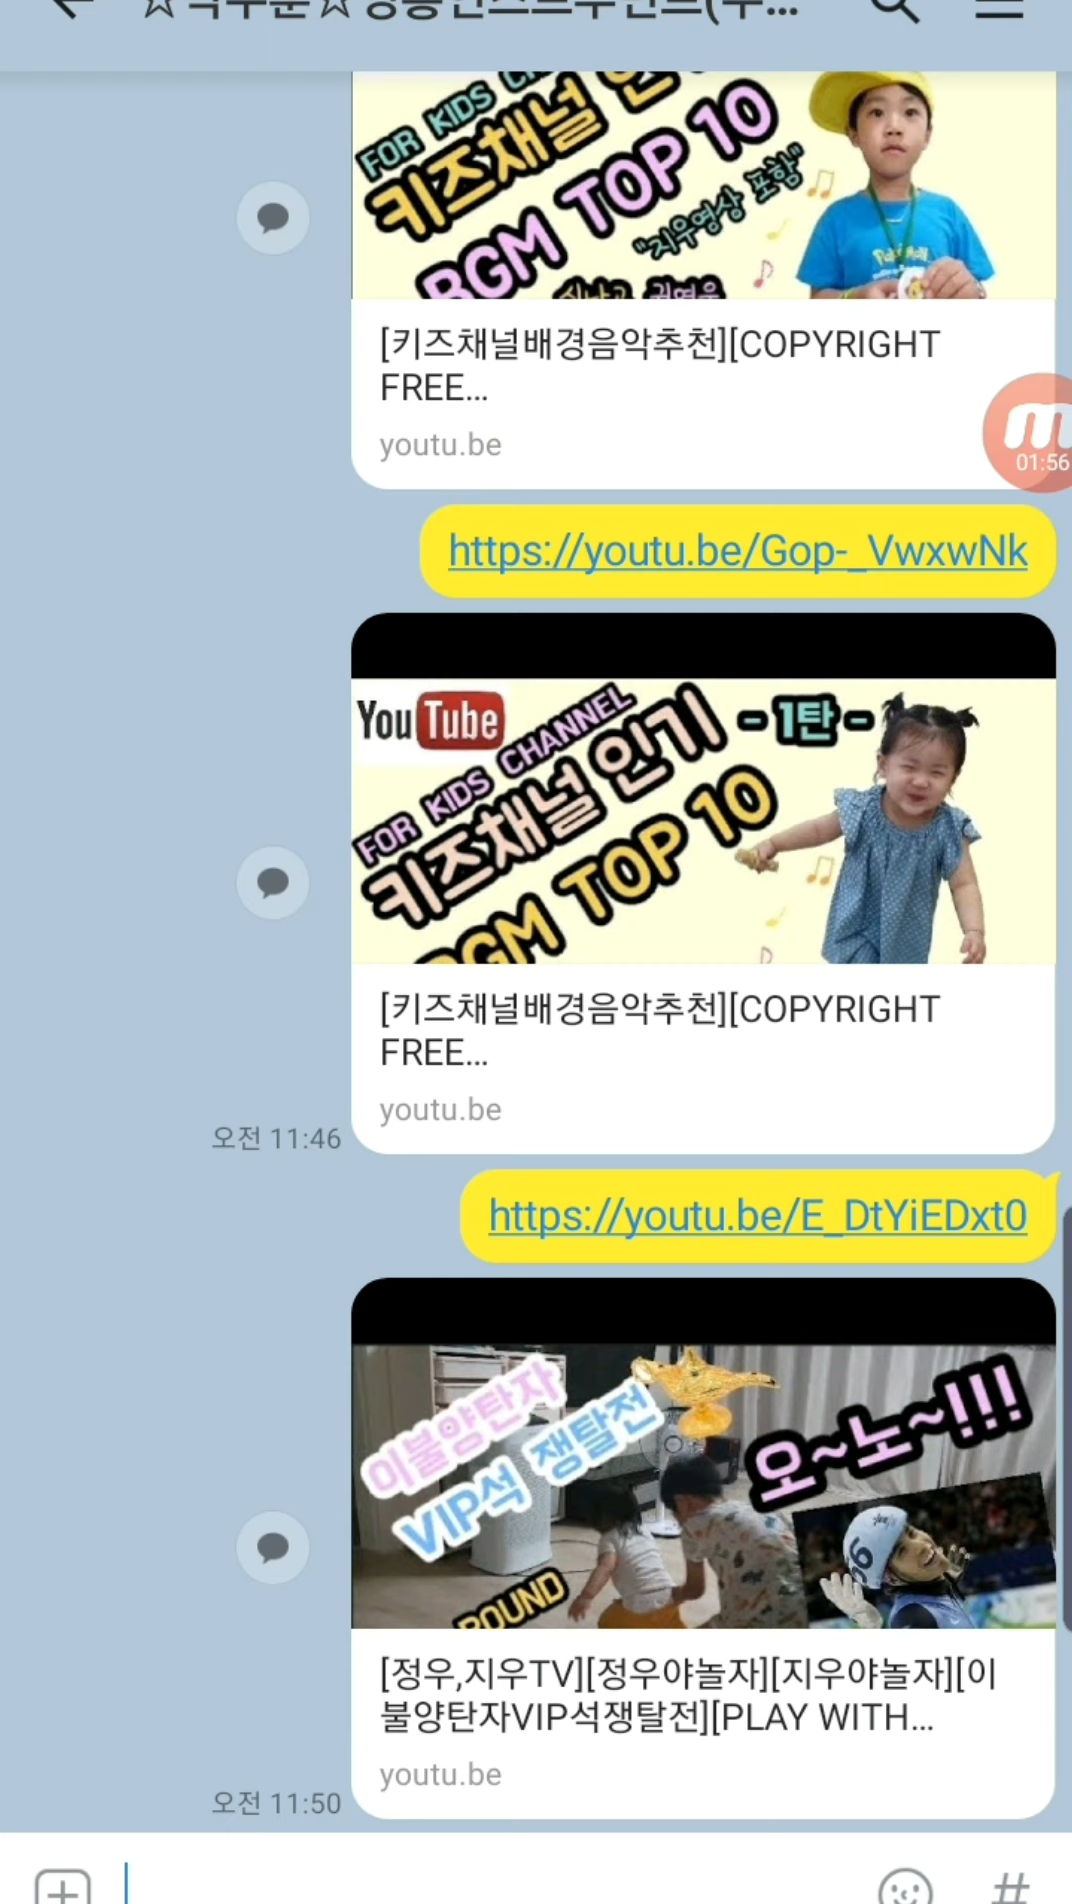 FOR KIDS
키즈채널
BGM TOP 10
"지우영상 포함"
[키즈채널배경음악추천][COPYRIGHT
FREE...
youtu.be
01:56
https://youtu.be/Gop-_VwxwNk
YouTube
FOR KIDS CHANNEL
- 1탄 -
키즈채널 인기
BGM TOP 10
[키즈채널배경음악추천][COPYRIGHT
FREE...
youtu.be
오전 11:46
https://youtu.be/E_DtYiEDxt0
이불양탄자
VIP석 쟁탈전
오~노~!!!
ROUND
[정우,지우TV][정우야놀자][지우야놀자][이
불양탄자VIP석쟁탈전][PLAY WITH...
youtu.be
오전 11:50